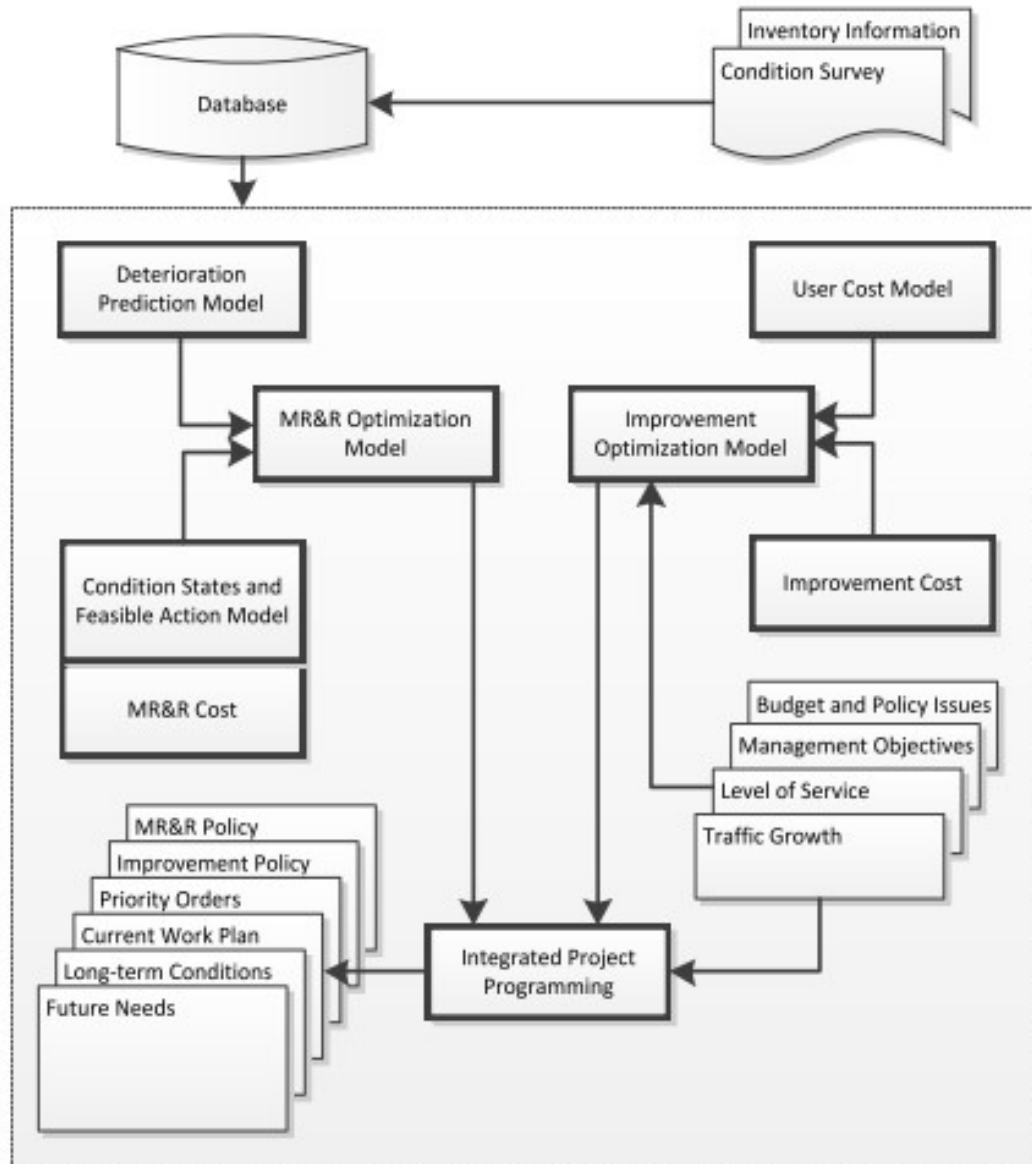 Inventory Information
Condition Survey
Database
Deterioration
Prediction Model
User Cost Model
MR&R Optimization
Model
Improvement
Optimization Model
Condition States and
Feasible Action Model
Improvement Cost
MR&R Cost
Budget and Policy Issues
Management Objectives
Level of Service
Traffic Growth
MR&R Policy
Improvement Policy
Priority Orders
Current Work Plan
Long-term Conditions
Future Needs
Integrated Project
Programming